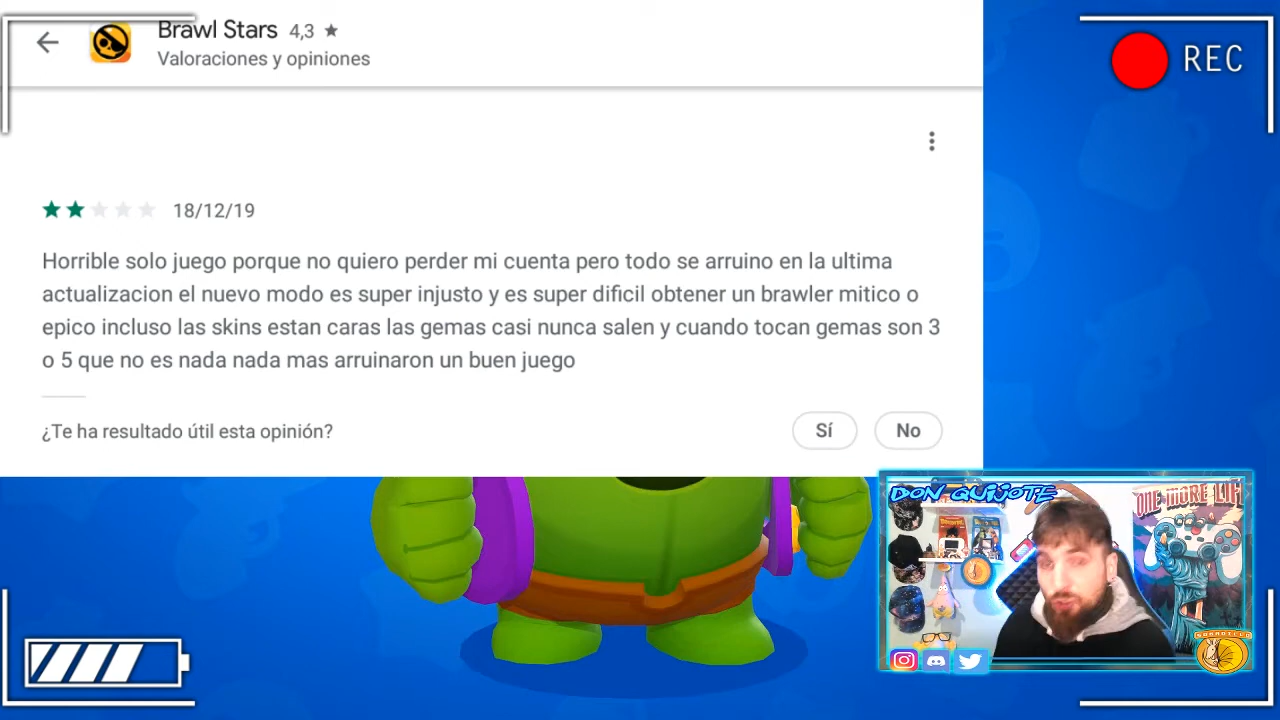 Brawl Stars 4,3 ★
Valoraciones y opiniones
REC
18/12/19
Horrible solo juego porque no quiero perder mi cuenta pero todo se arruino en la ultima
actualizacion el nuevo modo es super injusto y es super dificil obtener un brawler mitico o
epico incluso las skins estan caras las gemas casi nunca salen y cuando tocan gemas son 3
o 5 que no es nada nada mas arruinaron un buen juego
¿Te ha resultado útil esta opinión?
Sí
No
DON QUIJOTE
ONE MORE LIFE